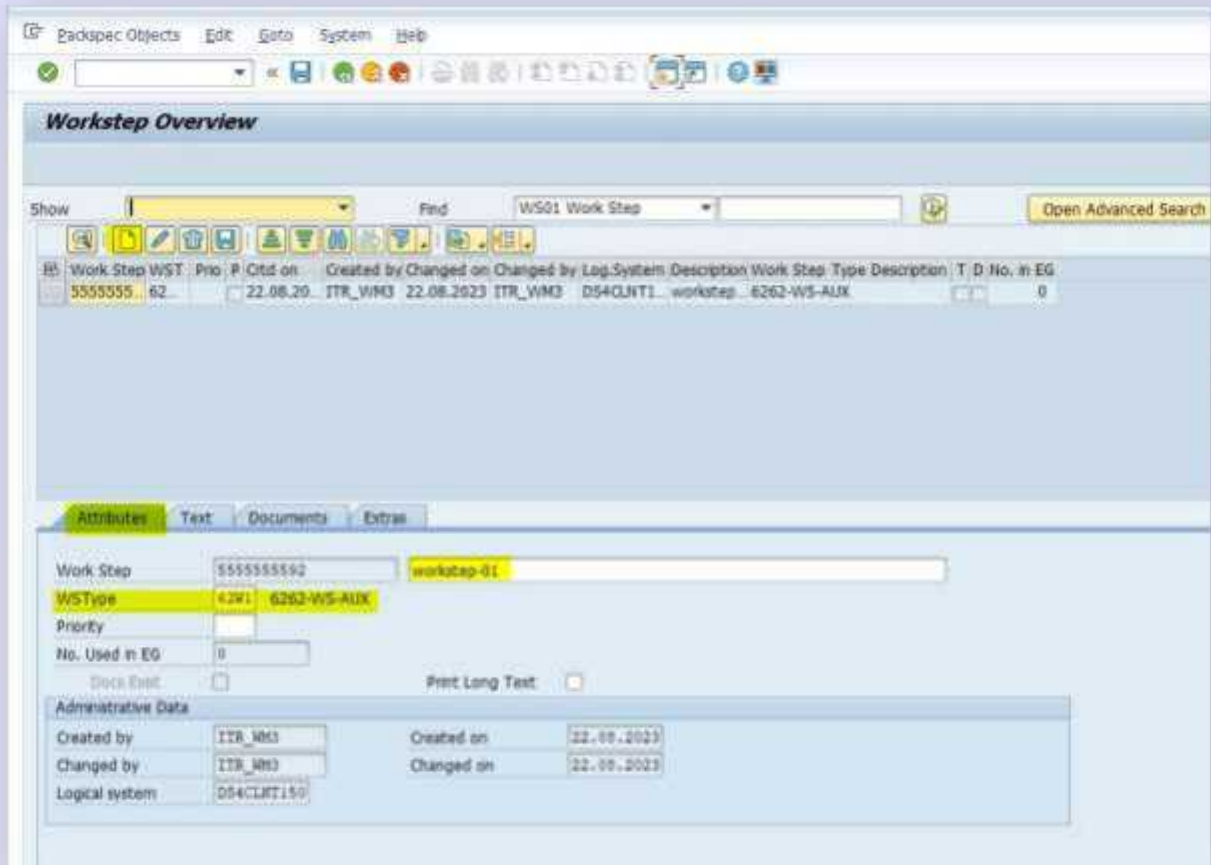 Packspec Objects Edit Goto System Help
Workstep Overview
Show Find WS01 Work Step Open Advanced Search
Work Step WST Prio P Crtd on Created by Changed on Changed by Log.System Description Work Step Type Description T D No. in EG
5555555... 62... 22.08.20... ITR_WM3 22.08.2023 ITR_WM3 DS4CLNT1... workstep... 6262-WS-AUX 0
Attributes Text Documents Extras
Work Step 5555555592 workstep-01
WSType 62W1 6262-WS-AUX
Priority
No. Used in EG 0
Docs Exist Print Long Text
Administrative Data
Created by ITR_WM3 Created on 22.08.2023
Changed by ITR_WM3 Changed on 22.08.2023
Logical system DS4CLNT150